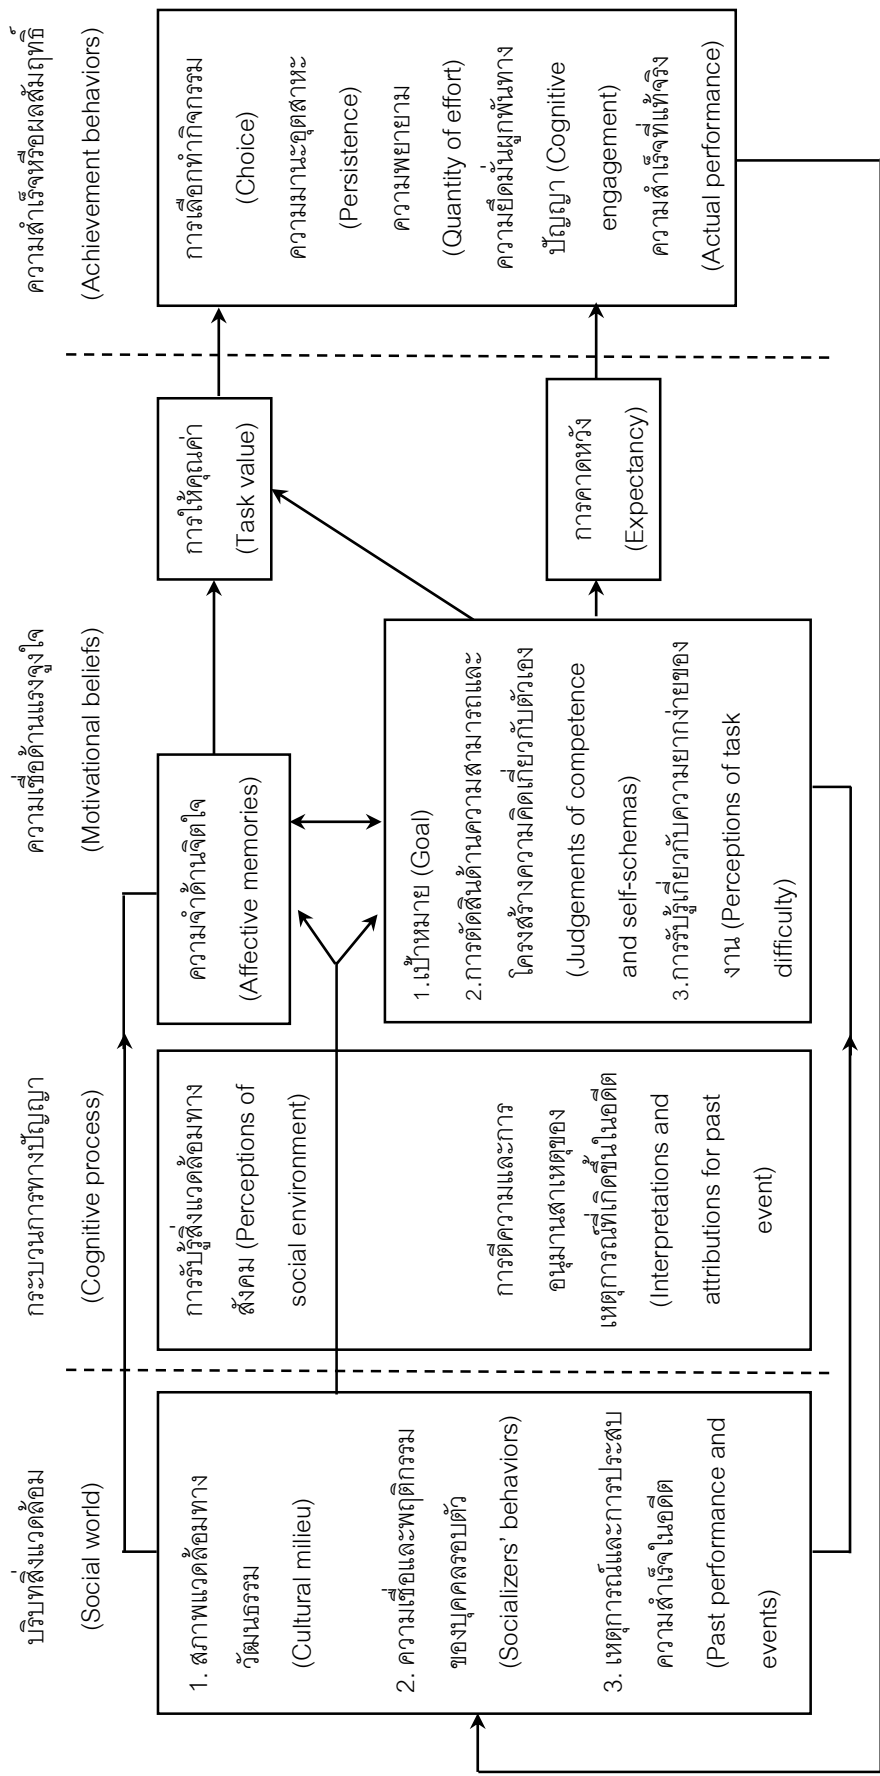 บริบทสิ่งแวดล้อม
(Social world)
กระบวนการทางปัญญา
(Cognitive process)
ความเชื่อด้านแรงจูงใจ
(Motivational beliefs)
ความสำเร็จหรือผลสัมฤทธิ์
(Achievement behaviors)
1. สภาพแวดล้อมทาง
วัฒนธรรม
(Cultural milieu)
2. ความเชื่อและพฤติกรรม
ของบุคคลรอบตัว
(Socializers’ behaviors)
3. เหตุการณ์และการประสบ
ความสำเร็จในอดีต
(Past performance and
events)
การรับรู้สิ่งแวดล้อมทาง
สังคม (Perceptions of
social environment)
การตีความและการ
อนุมานสาเหตุของ
เหตุการณ์ที่เกิดขึ้นในอดีต
(Interpretations and
attributions for past
event)
ความจำด้านจิตใจ
(Affective memories)
1.เป้าหมาย (Goal)
2.การตัดสินด้านความสามารถและ
โครงสร้างความคิดเกี่ยวกับตัวเอง
(Judgements of competence
and self-schemas)
3.การรับรู้เกี่ยวกับความยากง่ายของ
งาน (Perceptions of task
difficulty)
การให้คุณค่า
(Task value)
การคาดหวัง
(Expectancy)
การเลือกทำกิจกรรม
(Choice)
ความมานะอุตสาหะ
(Persistence)
ความพยายาม
(Quantity of effort)
ความยึดมั่นผูกพันทาง
ปัญญา (Cognitive
engagement)
ความสำเร็จที่แท้จริง
(Actual performance)